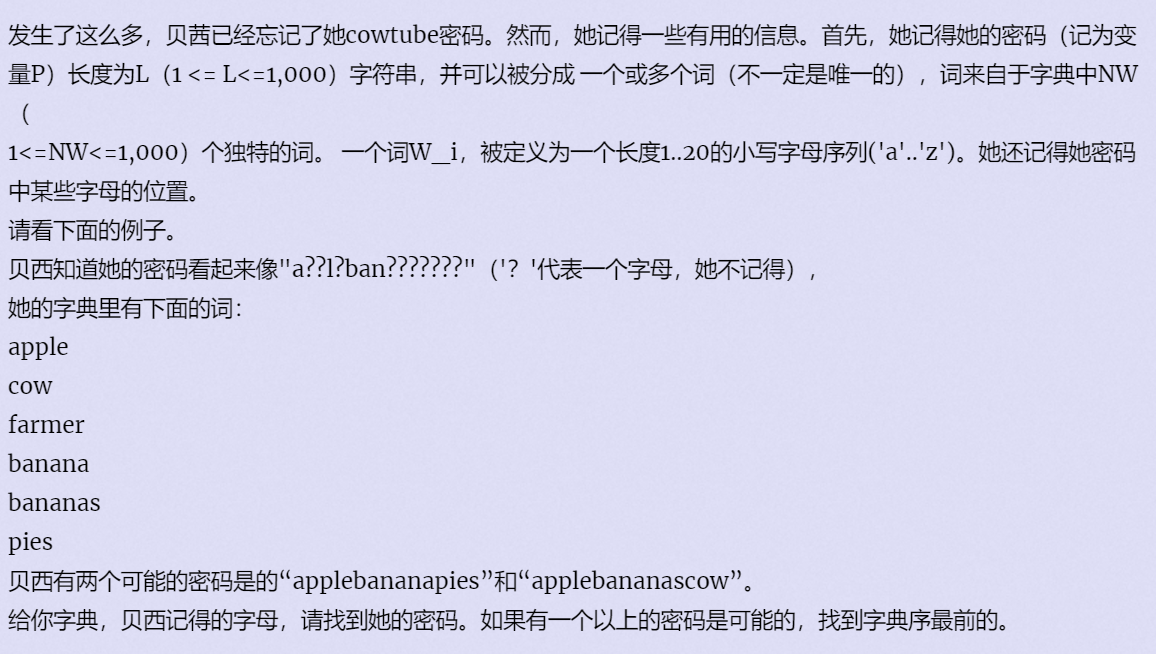 发生了这么多，贝茜已经忘记了她cowtube密码。然而，她记得一些有用的信息。首先，她记得她的密码（记为变
量P）长度为L（1 <= L<=1,000）字符串，并可以被分成 一个或多个词（不一定是唯一的），词来自于字典中NW
（
1<=NW<=1,000）个独特的词。 一个词W_i，被定义为一个长度1..20的小写字母序列('a'..'z')。她还记得她密码
中某些字母的位置。
请看下面的例子。
贝西知道她的密码看起来像"a??l?ban???????"（'？'代表一个字母，她不记得），
她的字典里有下面的词：
apple
cow
farmer
banana
bananas
pies
贝西有两个可能的密码是的“applebananapies”和“applebananascow”。
给你字典，贝西记得的字母，请找到她的密码。如果有一个以上的密码是可能的，找到字典序最前的。